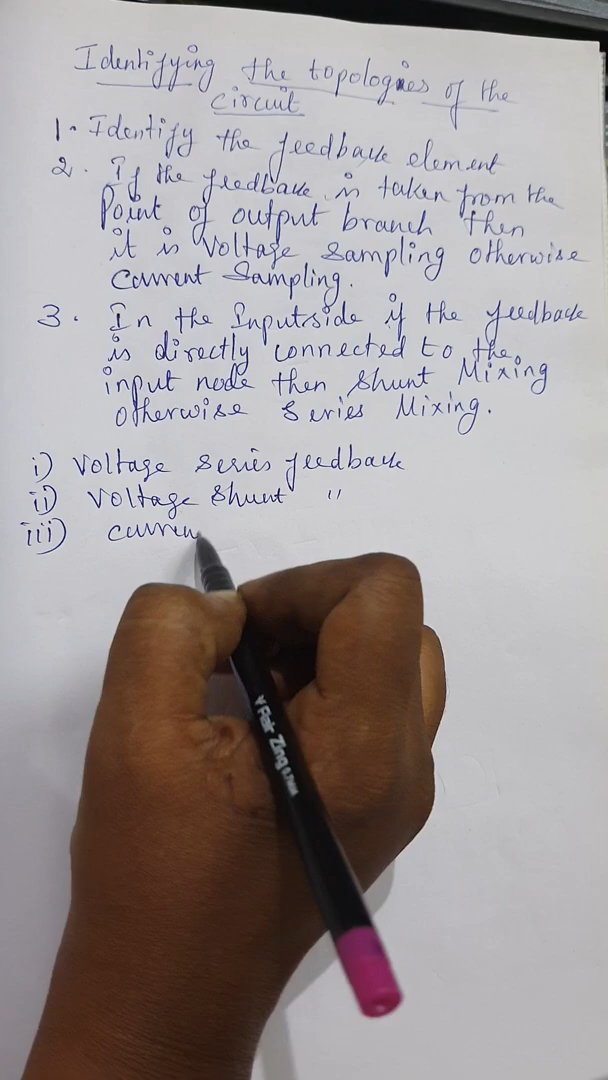 Identifying the topologies of the
circuit
1. Identify the feedback element
2. If the feedback is taken from the
Point of output branch then
it is Voltage Sampling otherwise
Current Sampling.
3. In the Inputside if the feedback
is directly connected to the
input node then Shunt Mixing
otherwise Series Mixing.
i) Voltage series feedback
ii) Voltage Shunt "
iii) curren
Flair Zing